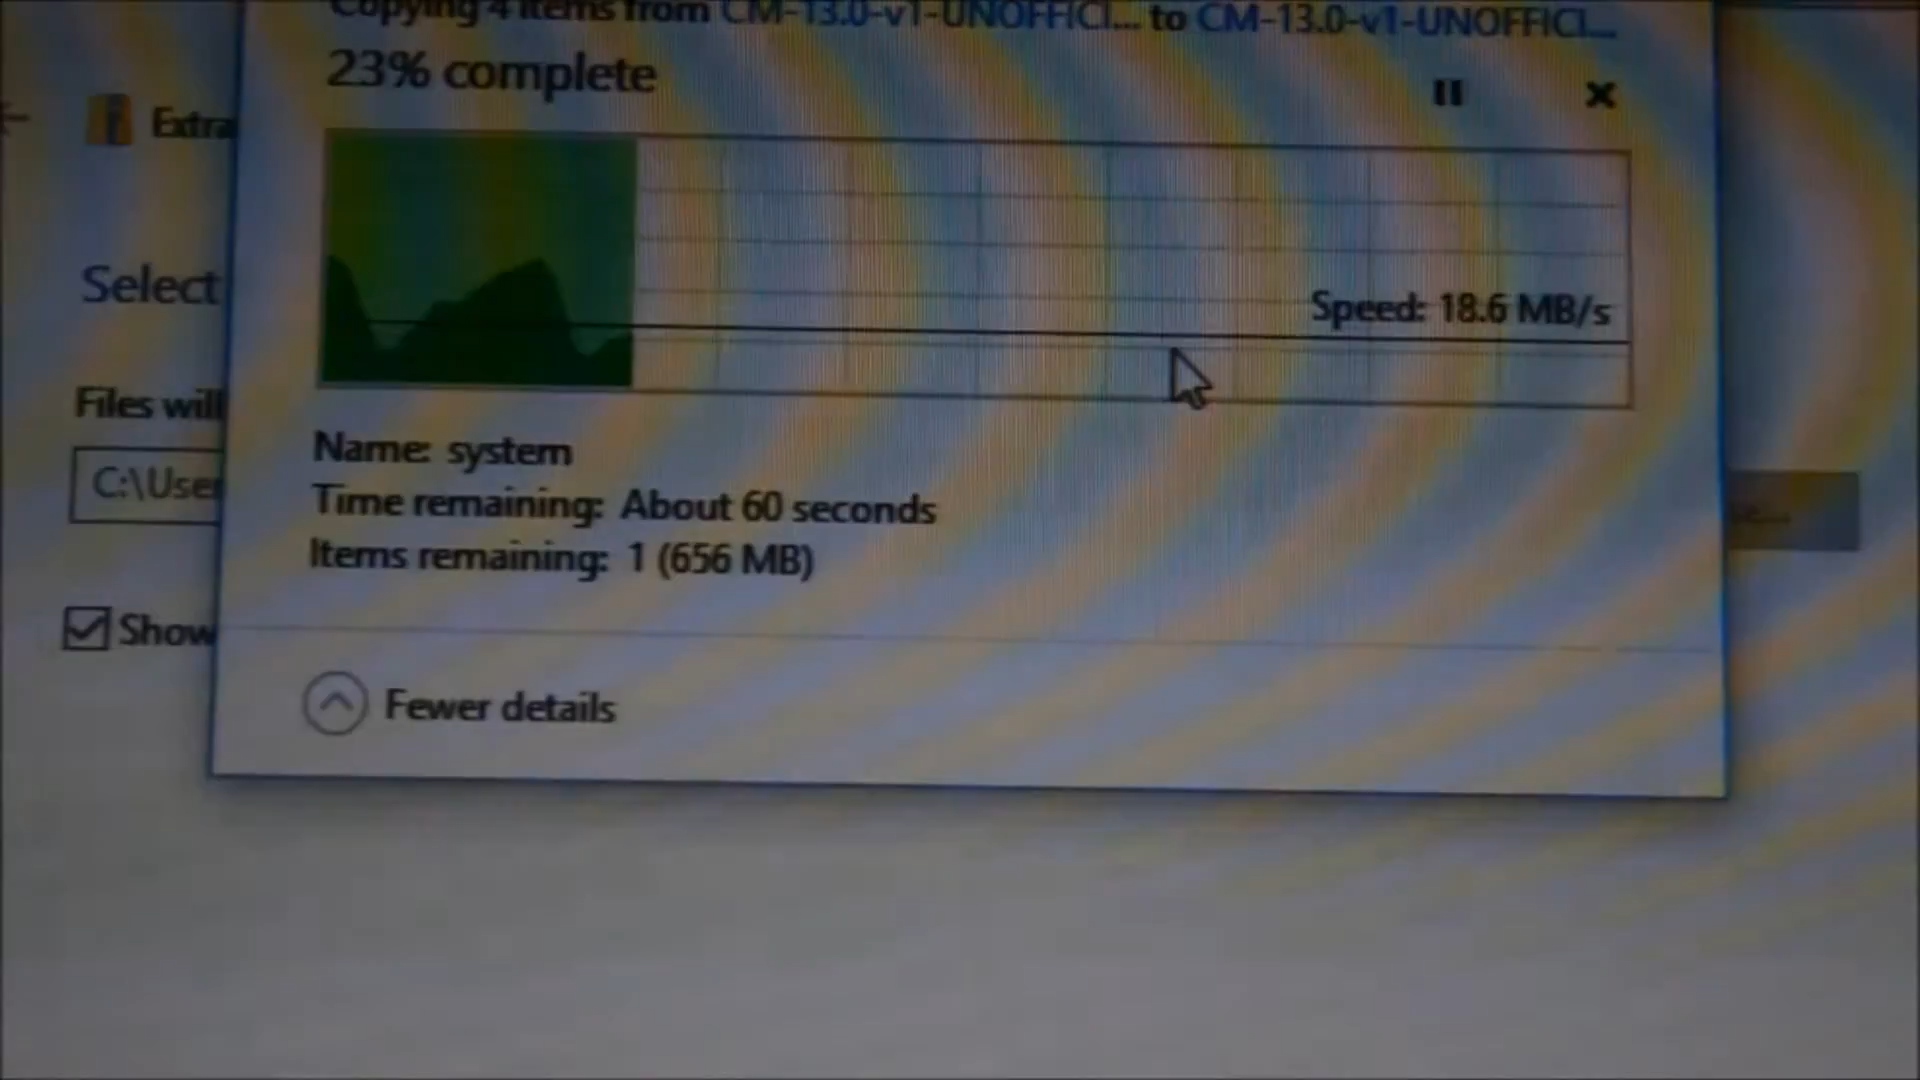 Copying 4 items from CM-13.0-v1-UNOFFICI... to CM-13.0-v1-UNOFFICI...
23% complete
Extra
Select
Speed: 18.6 MB/s
Files will
Name: system
C:\User
Time remaining: About 60 seconds
Items remaining: 1 (656 MB)
Show
Fewer details